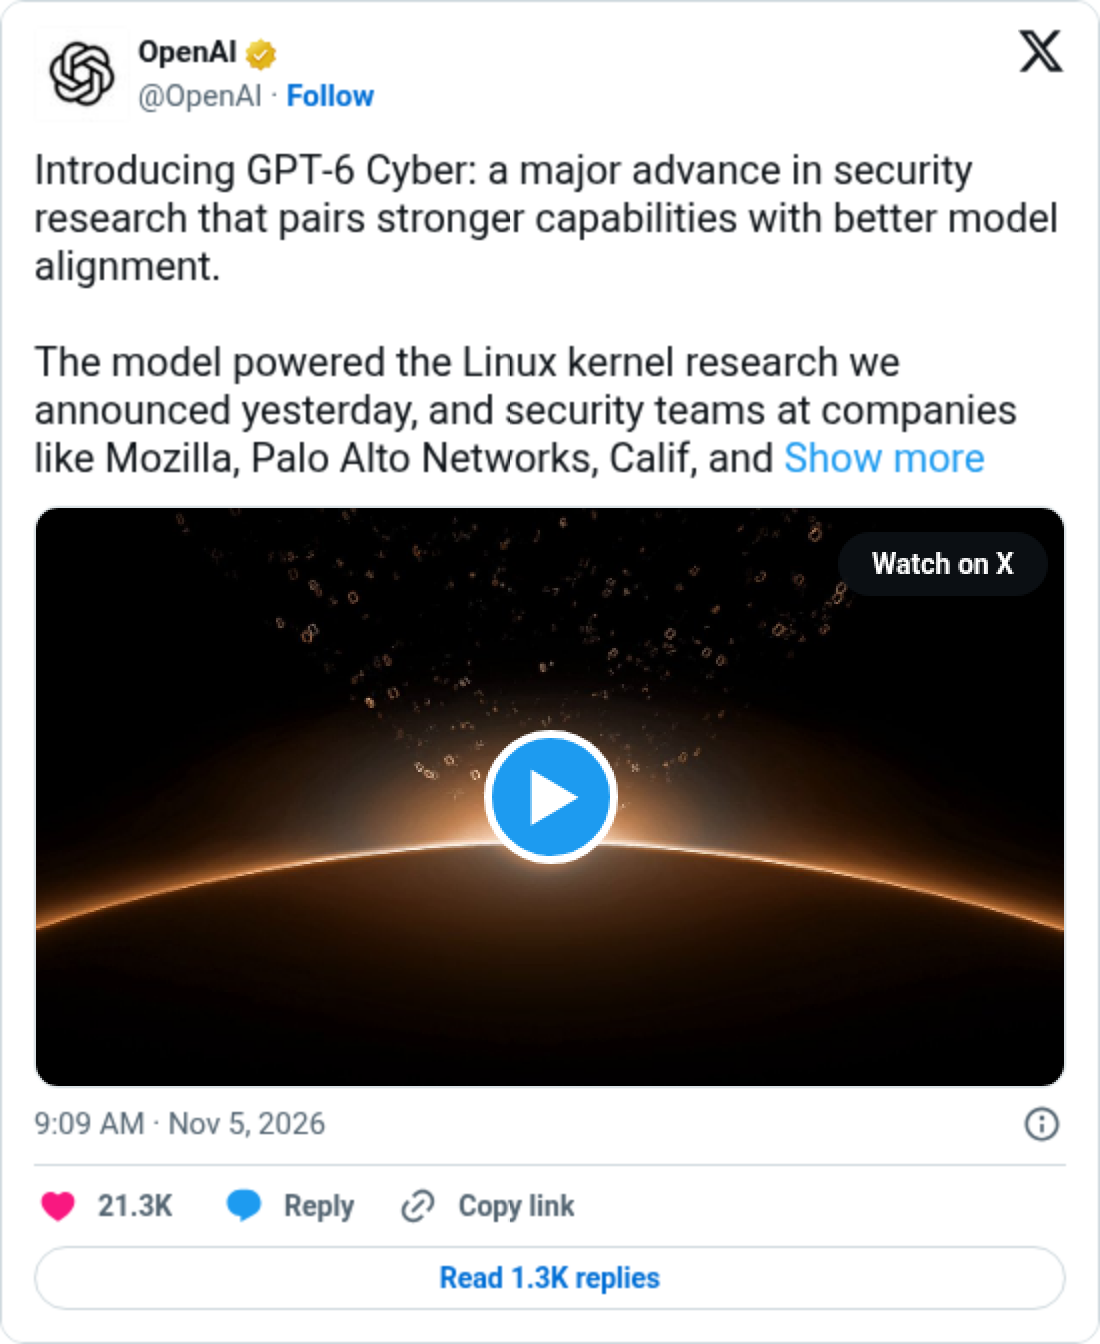 OpenAI
@OpenAI · Follow
Introducing GPT-6 Cyber: a major advance in security
research that pairs stronger capabilities with better model
alignment.
The model powered the Linux kernel research we
announced yesterday, and security teams at companies
like Mozilla, Palo Alto Networks, Calif, and Show more
Watch on X
9:09 AM · Nov 5, 2026
21.3K Reply Copy link
Read 1.3K replies